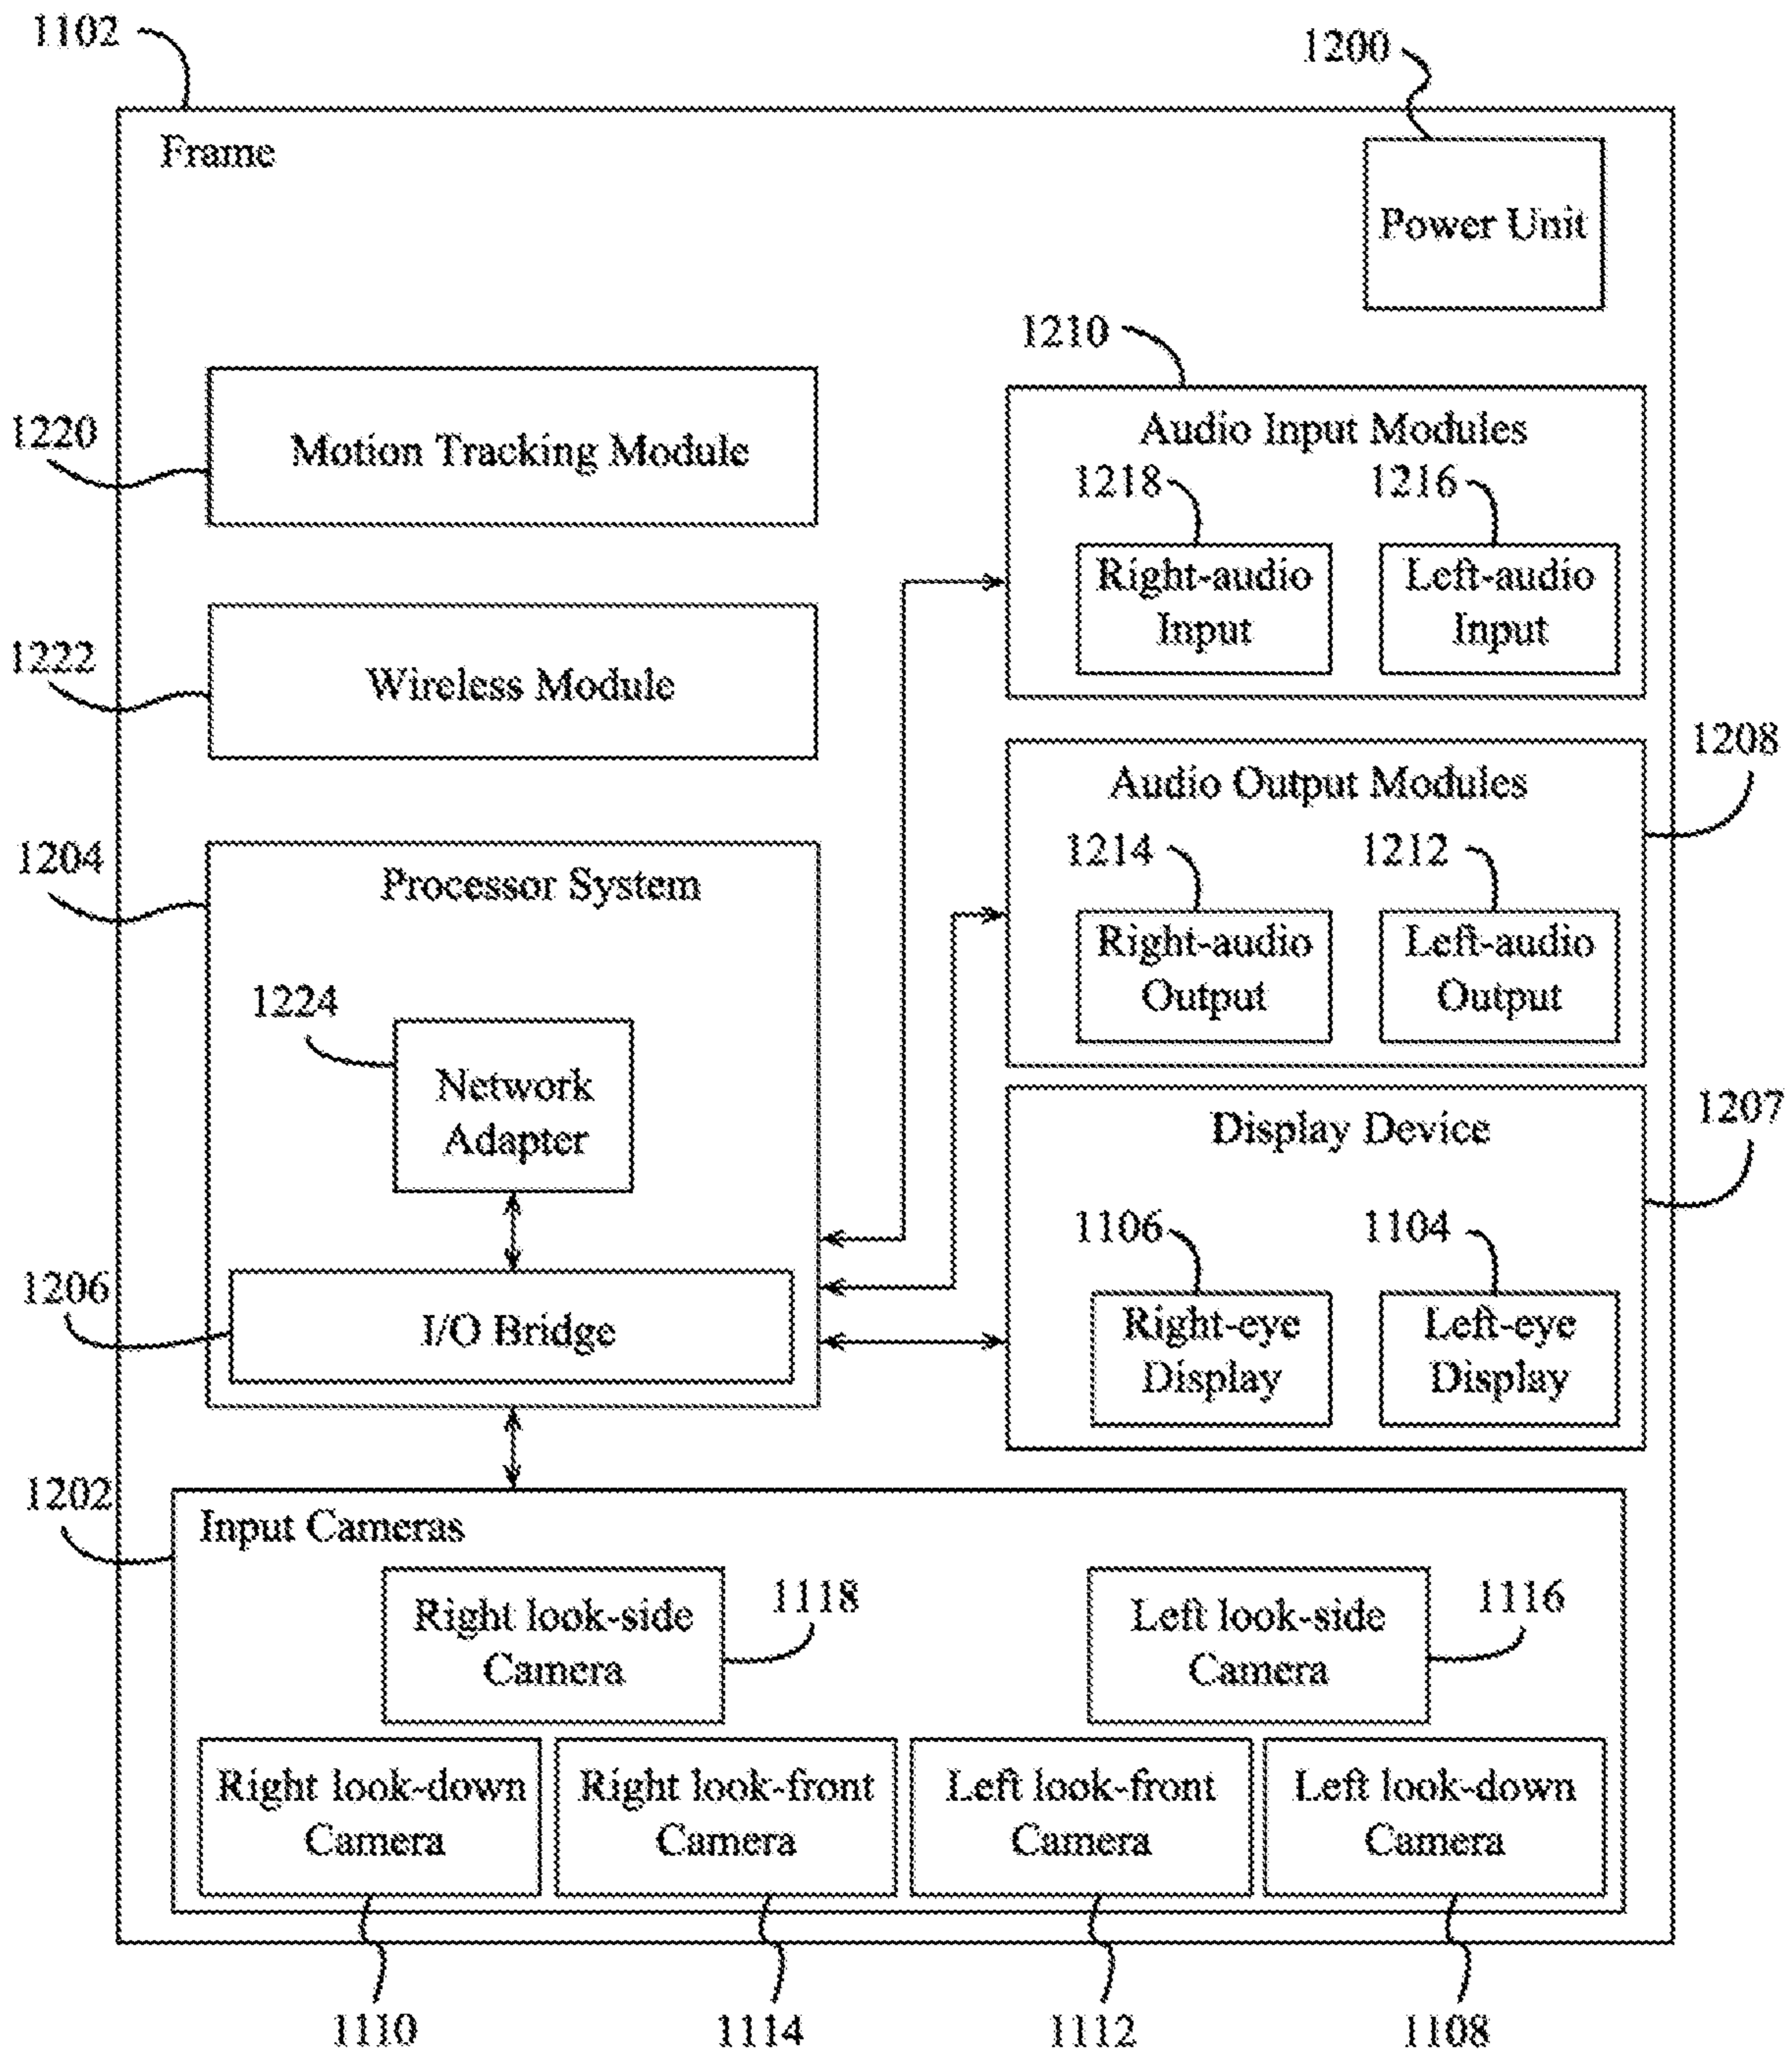 1102
1200
Frame
Power Unit
1210
1220
Motion Tracking Module
Audio Input Modules
1218
1216
Right-audio
Input
Left-audio
Input
1222
Wireless Module
1208
Audio Output Modules
1214
1212
Right-audio
Output
Left-audio
Output
1204
Processor System
1224
Network
Adapter
1207
Display Device
1106
1104
Right-eye
Display
Left-eye
Display
1206
I/O Bridge
1202
Input Cameras
Right look-side
Camera
1118
Left look-side
Camera
1116
Right look-down
Camera
Right look-front
Camera
Left look-front
Camera
Left look-down
Camera
1110
1114
1112
1108